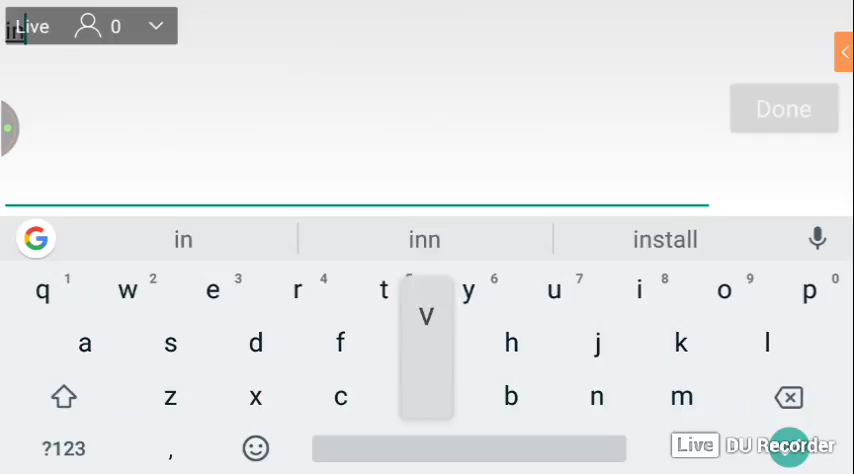 Live 0
in
Done
in inn install
q 1 w 2 e 3 r 4 t y 6 u 7 i 8 o 9 p 0
a s d f V h j k l
z x c b n m
?123 , Live DU Recorder